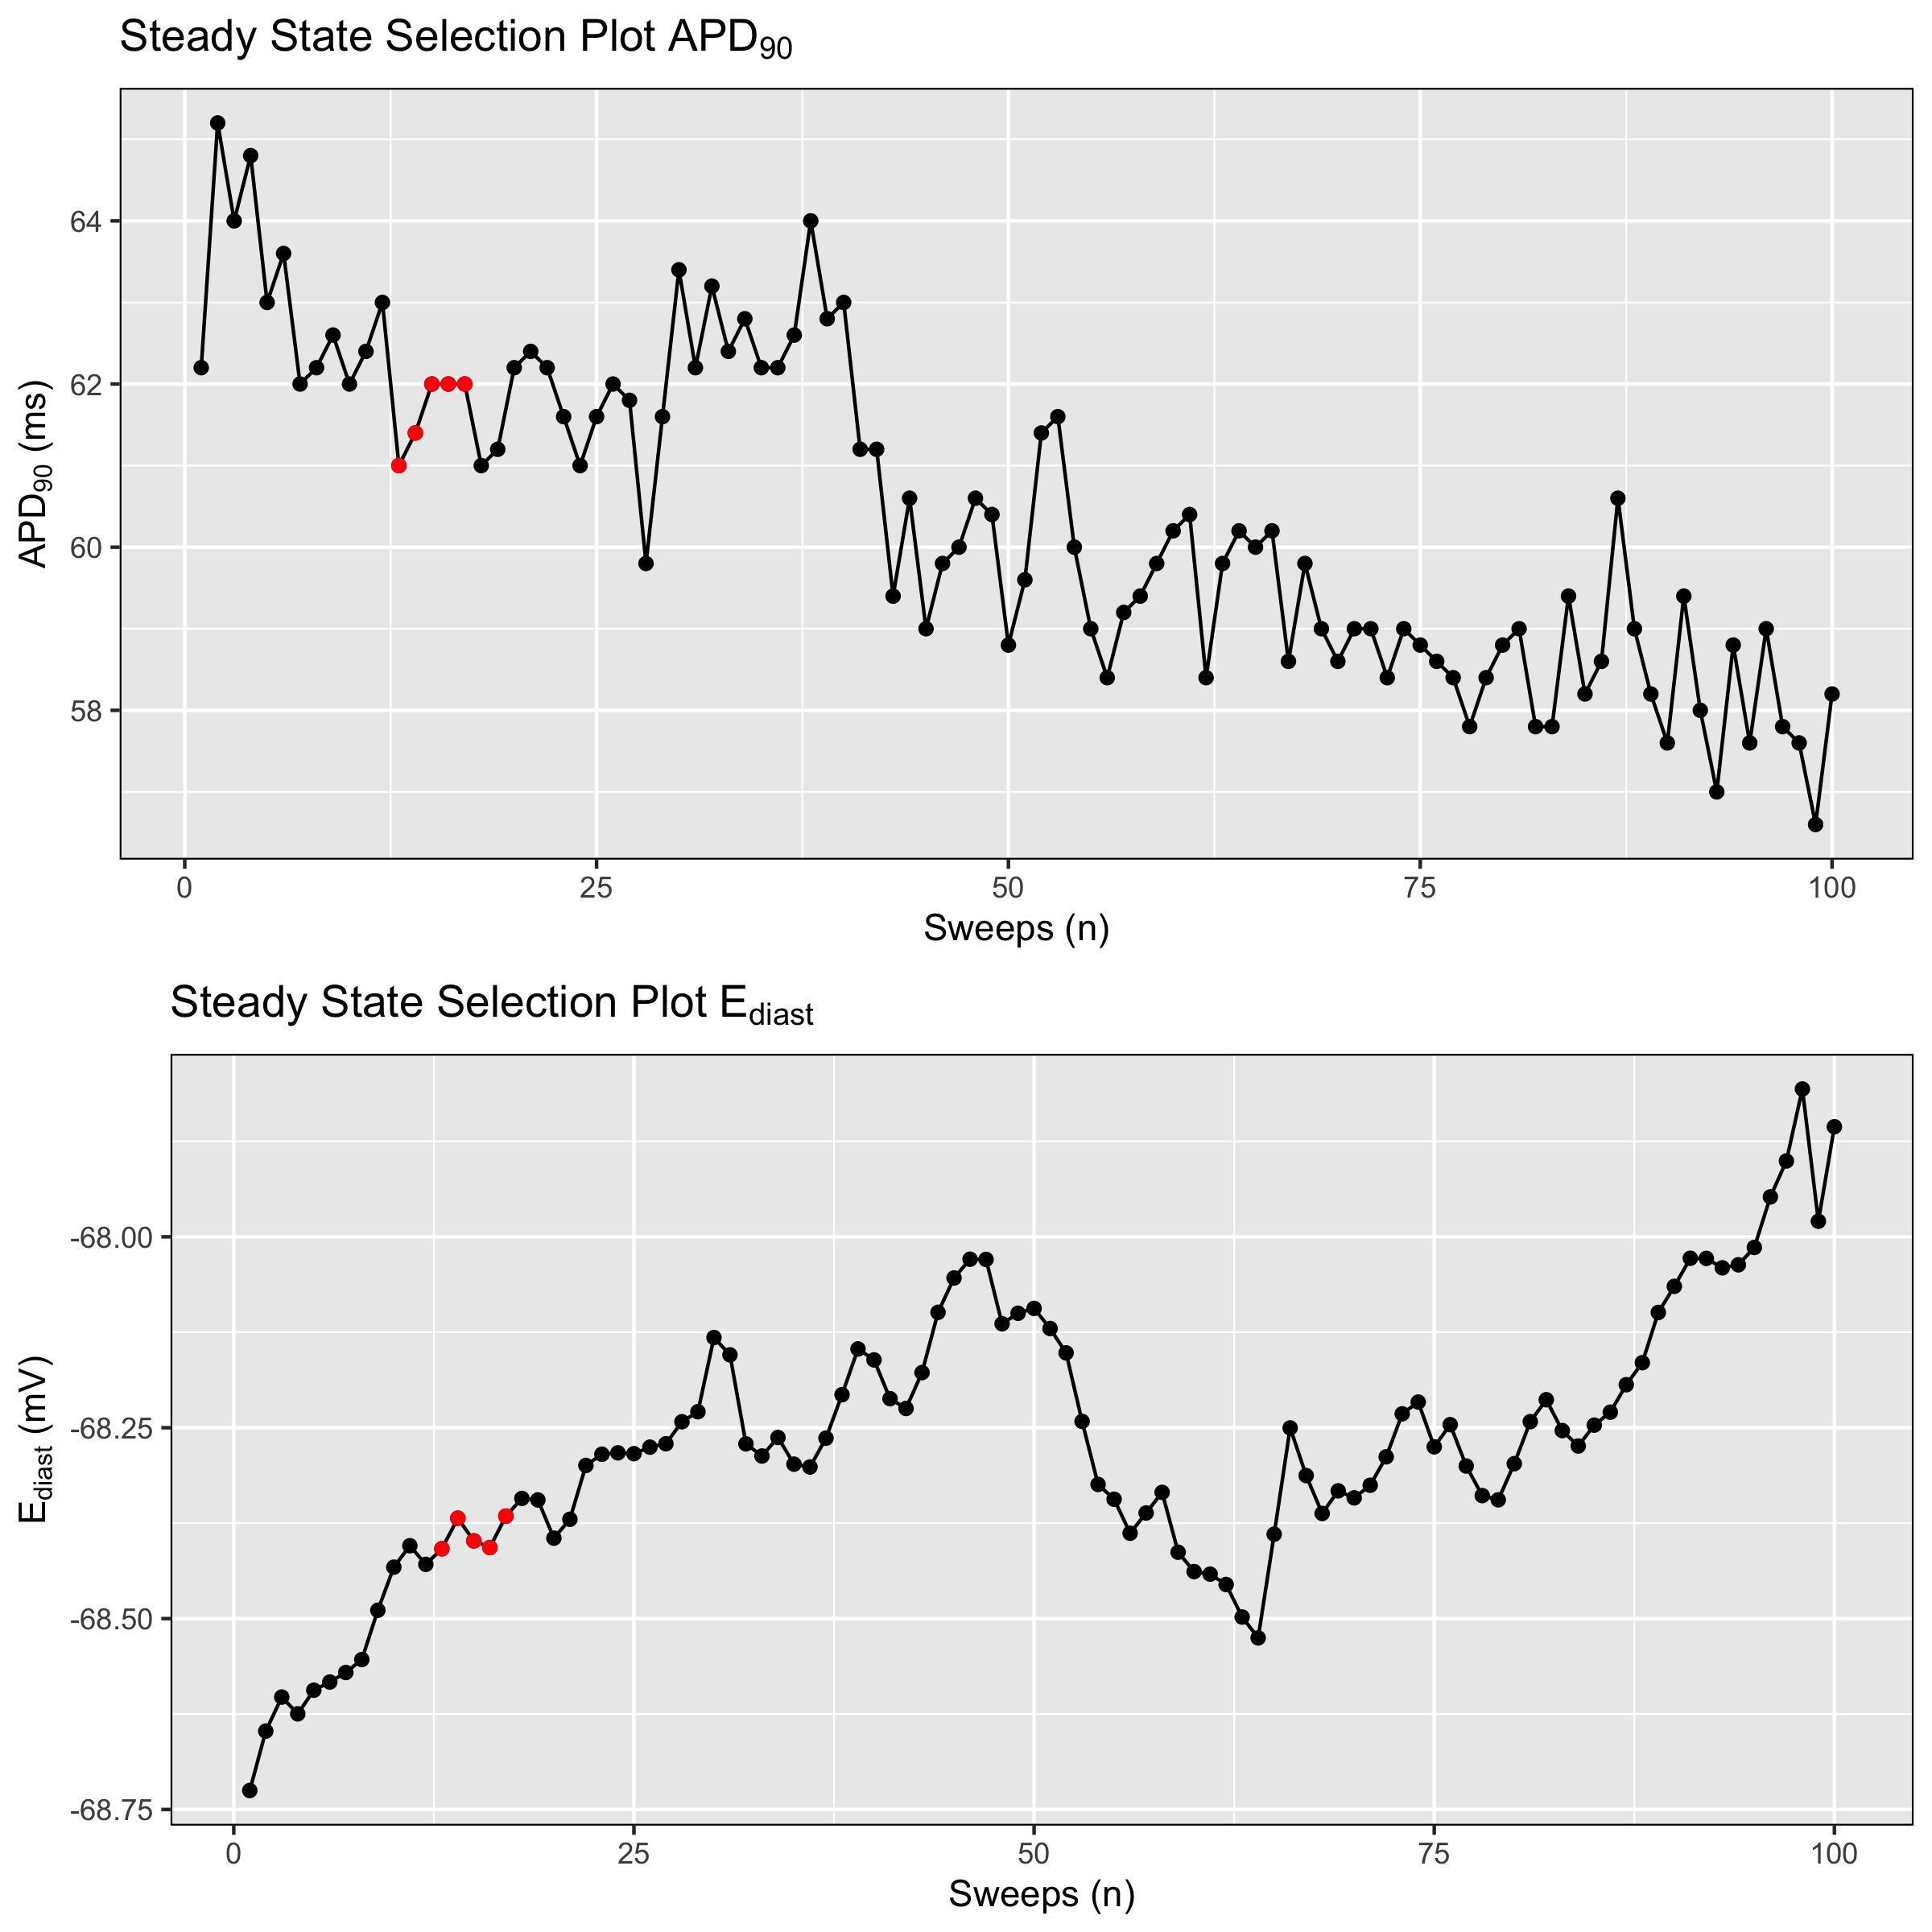 Steady State Selection Plot APD90
APD90 (ms)
64
62
60
58
0 25 50 75 100
Sweeps (n)
Steady State Selection Plot Ediast
Ediast (mV)
-68.00
-68.25
-68.50
-68.75
0 25 50 75 100
Sweeps (n)